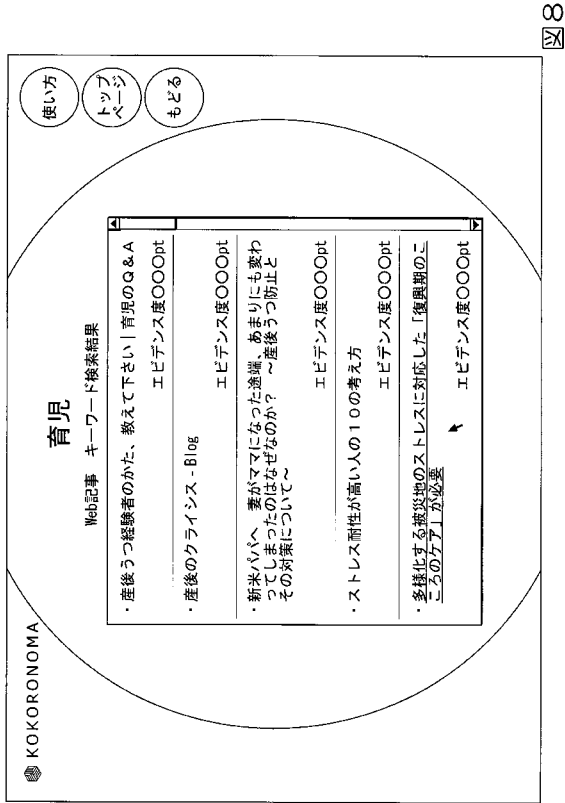 図8
KOKORONOMA
使い方
トップ
ページ
もどる
育児
Web記事　キーワード検索結果
・産後うつ経験者のかた、教えて下さい｜育児のQ&A
エビデンス度〇〇〇pt
・産後のクライシス - Blog
エビデンス度〇〇〇pt
・新米パパへ　妻がママになった途端、あまりにも変わ
ってしまったのはなぜなのか？　～産後うつ防止と
その対策について～
エビデンス度〇〇〇pt
・ストレス耐性が高い人の１０の考え方
エビデンス度〇〇〇pt
・多様化する被災地のストレスに対応した「復興期のこ
ころのケア」が必要
エビデンス度〇〇〇pt